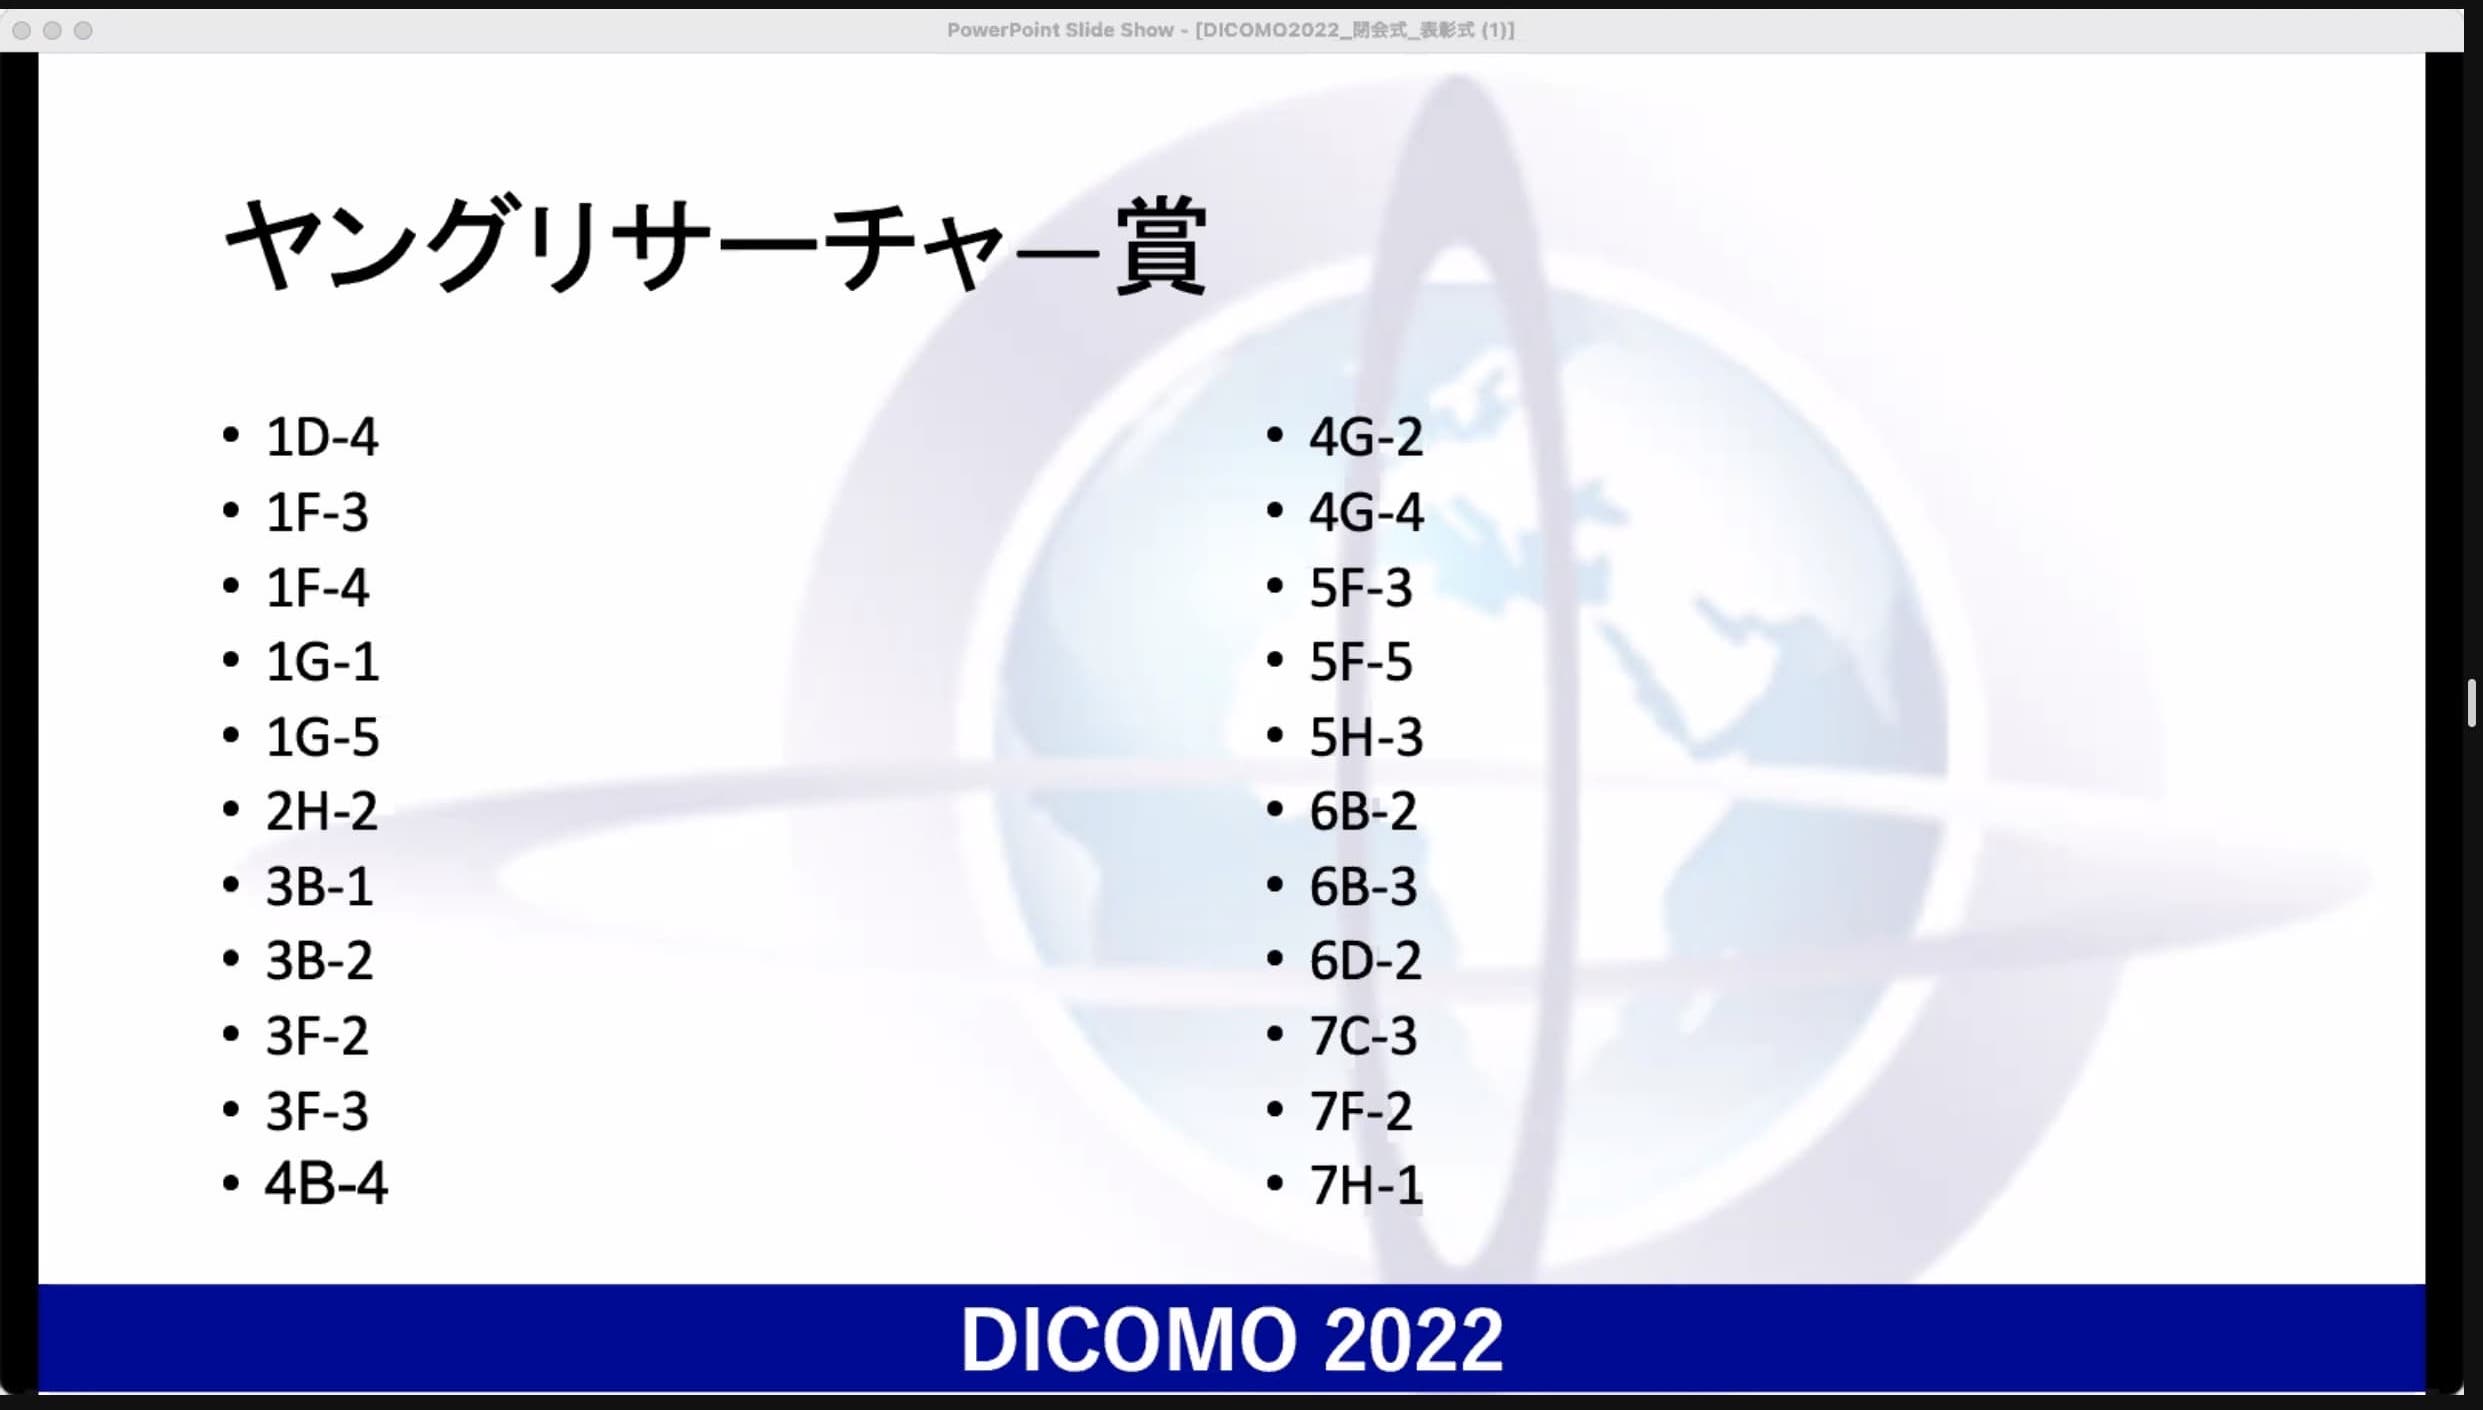 PowerPoint Slide Show - [DICOMO2022_閉会式_表彰式 (1)]
ヤングリサーチャー賞
• 1D-4
• 1F-3
• 1F-4
• 1G-1
• 1G-5
• 2H-2
• 3B-1
• 3B-2
• 3F-2
• 3F-3
• 4B-4
• 4G-2
• 4G-4
• 5F-3
• 5F-5
• 5H-3
• 6B-2
• 6B-3
• 6D-2
• 7C-3
• 7F-2
• 7H-1
DICOMO 2022